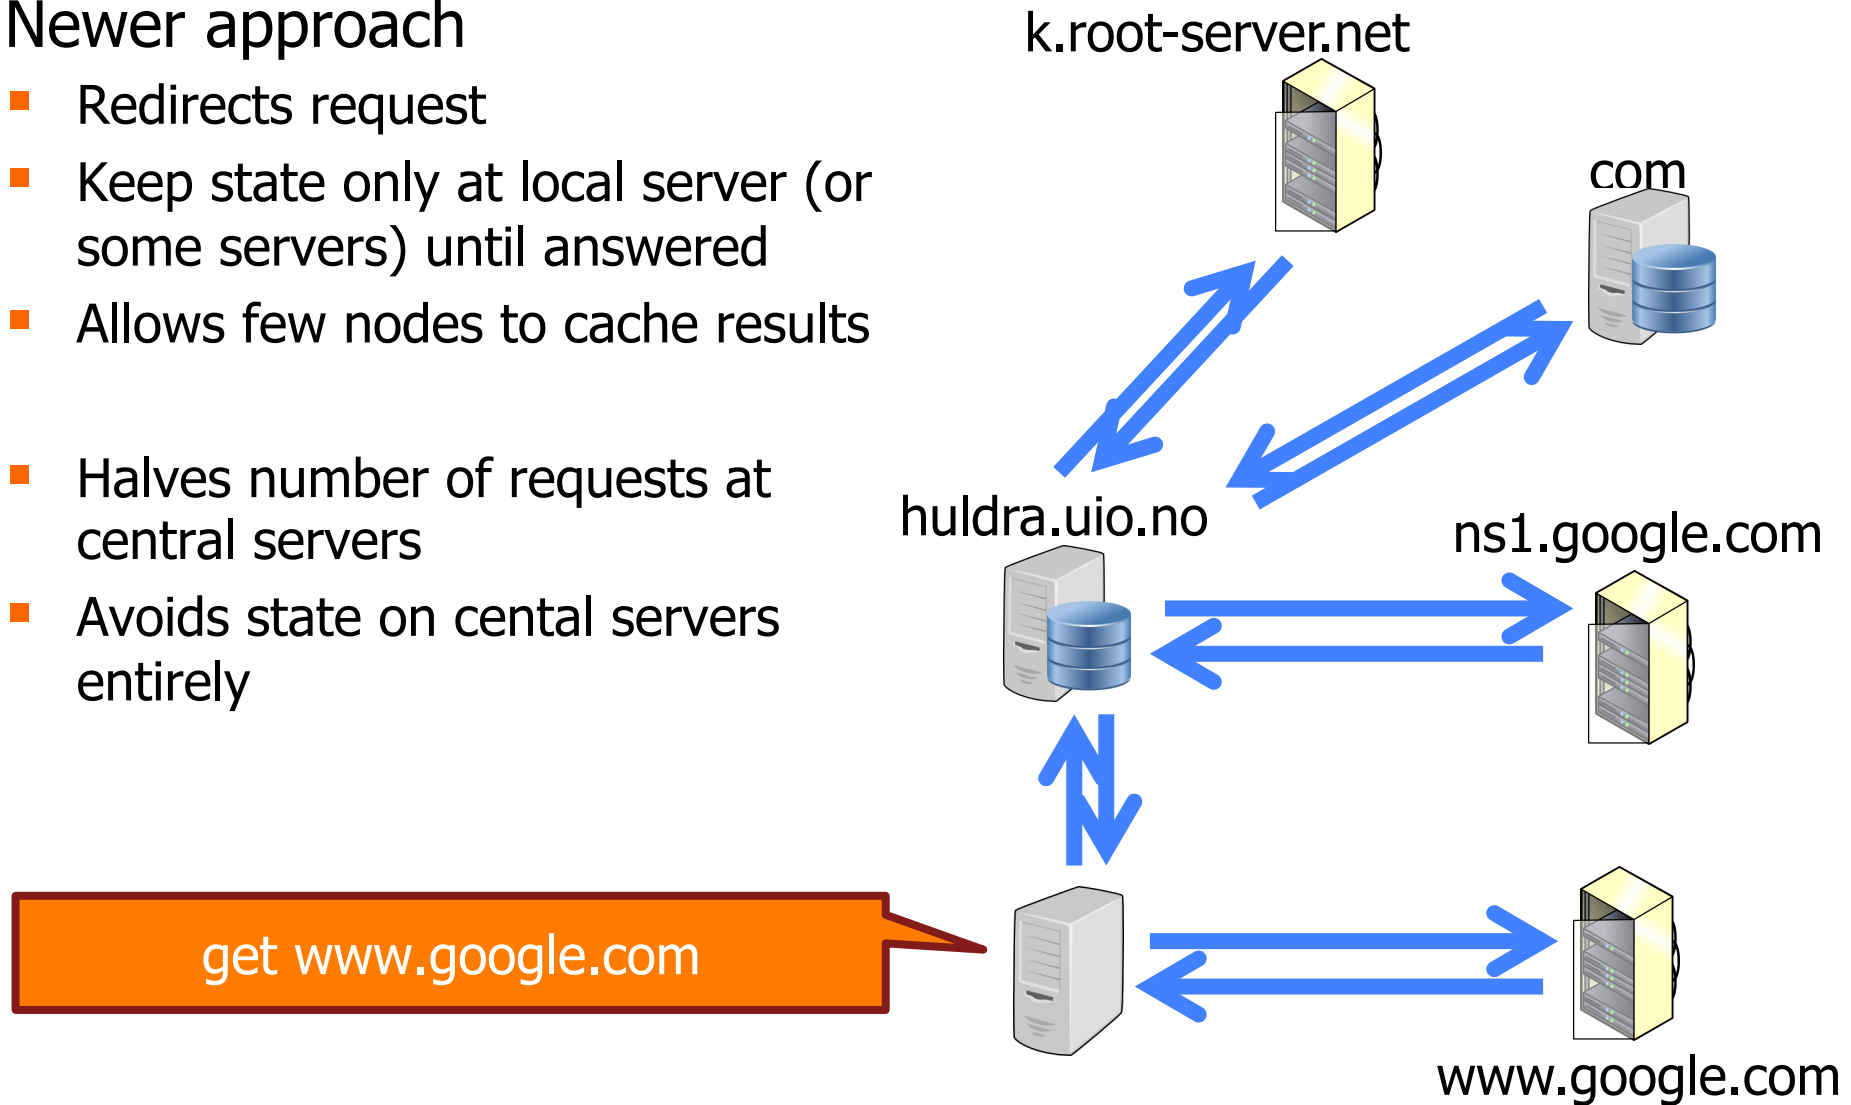 Newer approach
Redirects request
Keep state only at local server (or
some servers) until answered
Allows few nodes to cache results
Halves number of requests at
central servers
Avoids state on cental servers
entirely
get www.google.com
k.root-server.net
com
huldra.uio.no
ns1.google.com
www.google.com